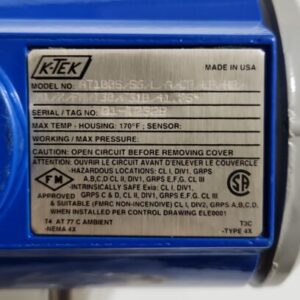 K-TEK
MADE IN USA
MODEL NO.
SERIAL / TAG NO.
MAX TEMP - HOUSING: 170°F ; SENSOR:
WORKING / MAX PRESSURE:
CAUTION: OPEN CIRCUIT BEFORE REMOVING COVER
ATTENTION: OUVRIR LE CIRCUIT AVANT D'ENLEVER LE COUVERCLE
-HAZARDOUS LOCATIONS: CL I, DIV1, GRPS
A,B,C,D CL II, DIV1, GRPS E,F,G, CL III
-INTRINSICALLY SAFE Exia; CL I, DIV1,
GRPS C & D, CL II, DIV1, GRPS E,F,G, CL III
FM
APPROVED
SA
& SUITABLE (FMRC NON-INCENDIVE) CL I, DIV2, GRPS A,B,C,D
WHEN INSTALLED PER CONTROL DRAWING ELE0001
T4 AT 77 C AMBIENT
T3C
-NEMA 4X
-TYPE 4X